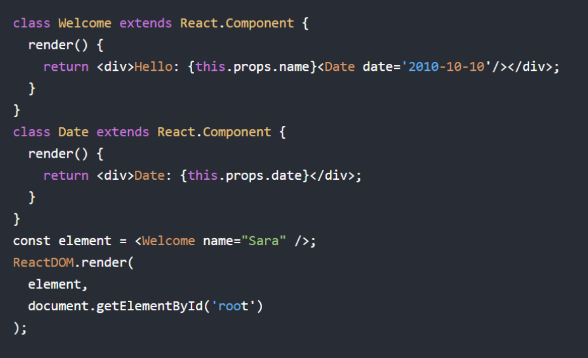 class Welcome extends React.Component {
  render() {
    return <div>Hello: {this.props.name}<Date date='2010-10-10'/></div>;
  }
}
class Date extends React.Component {
  render() {
    return <div>Date: {this.props.date}</div>;
  }
}
const element = <Welcome name="Sara" />;
ReactDOM.render(
  element,
  document.getElementById('root')
);